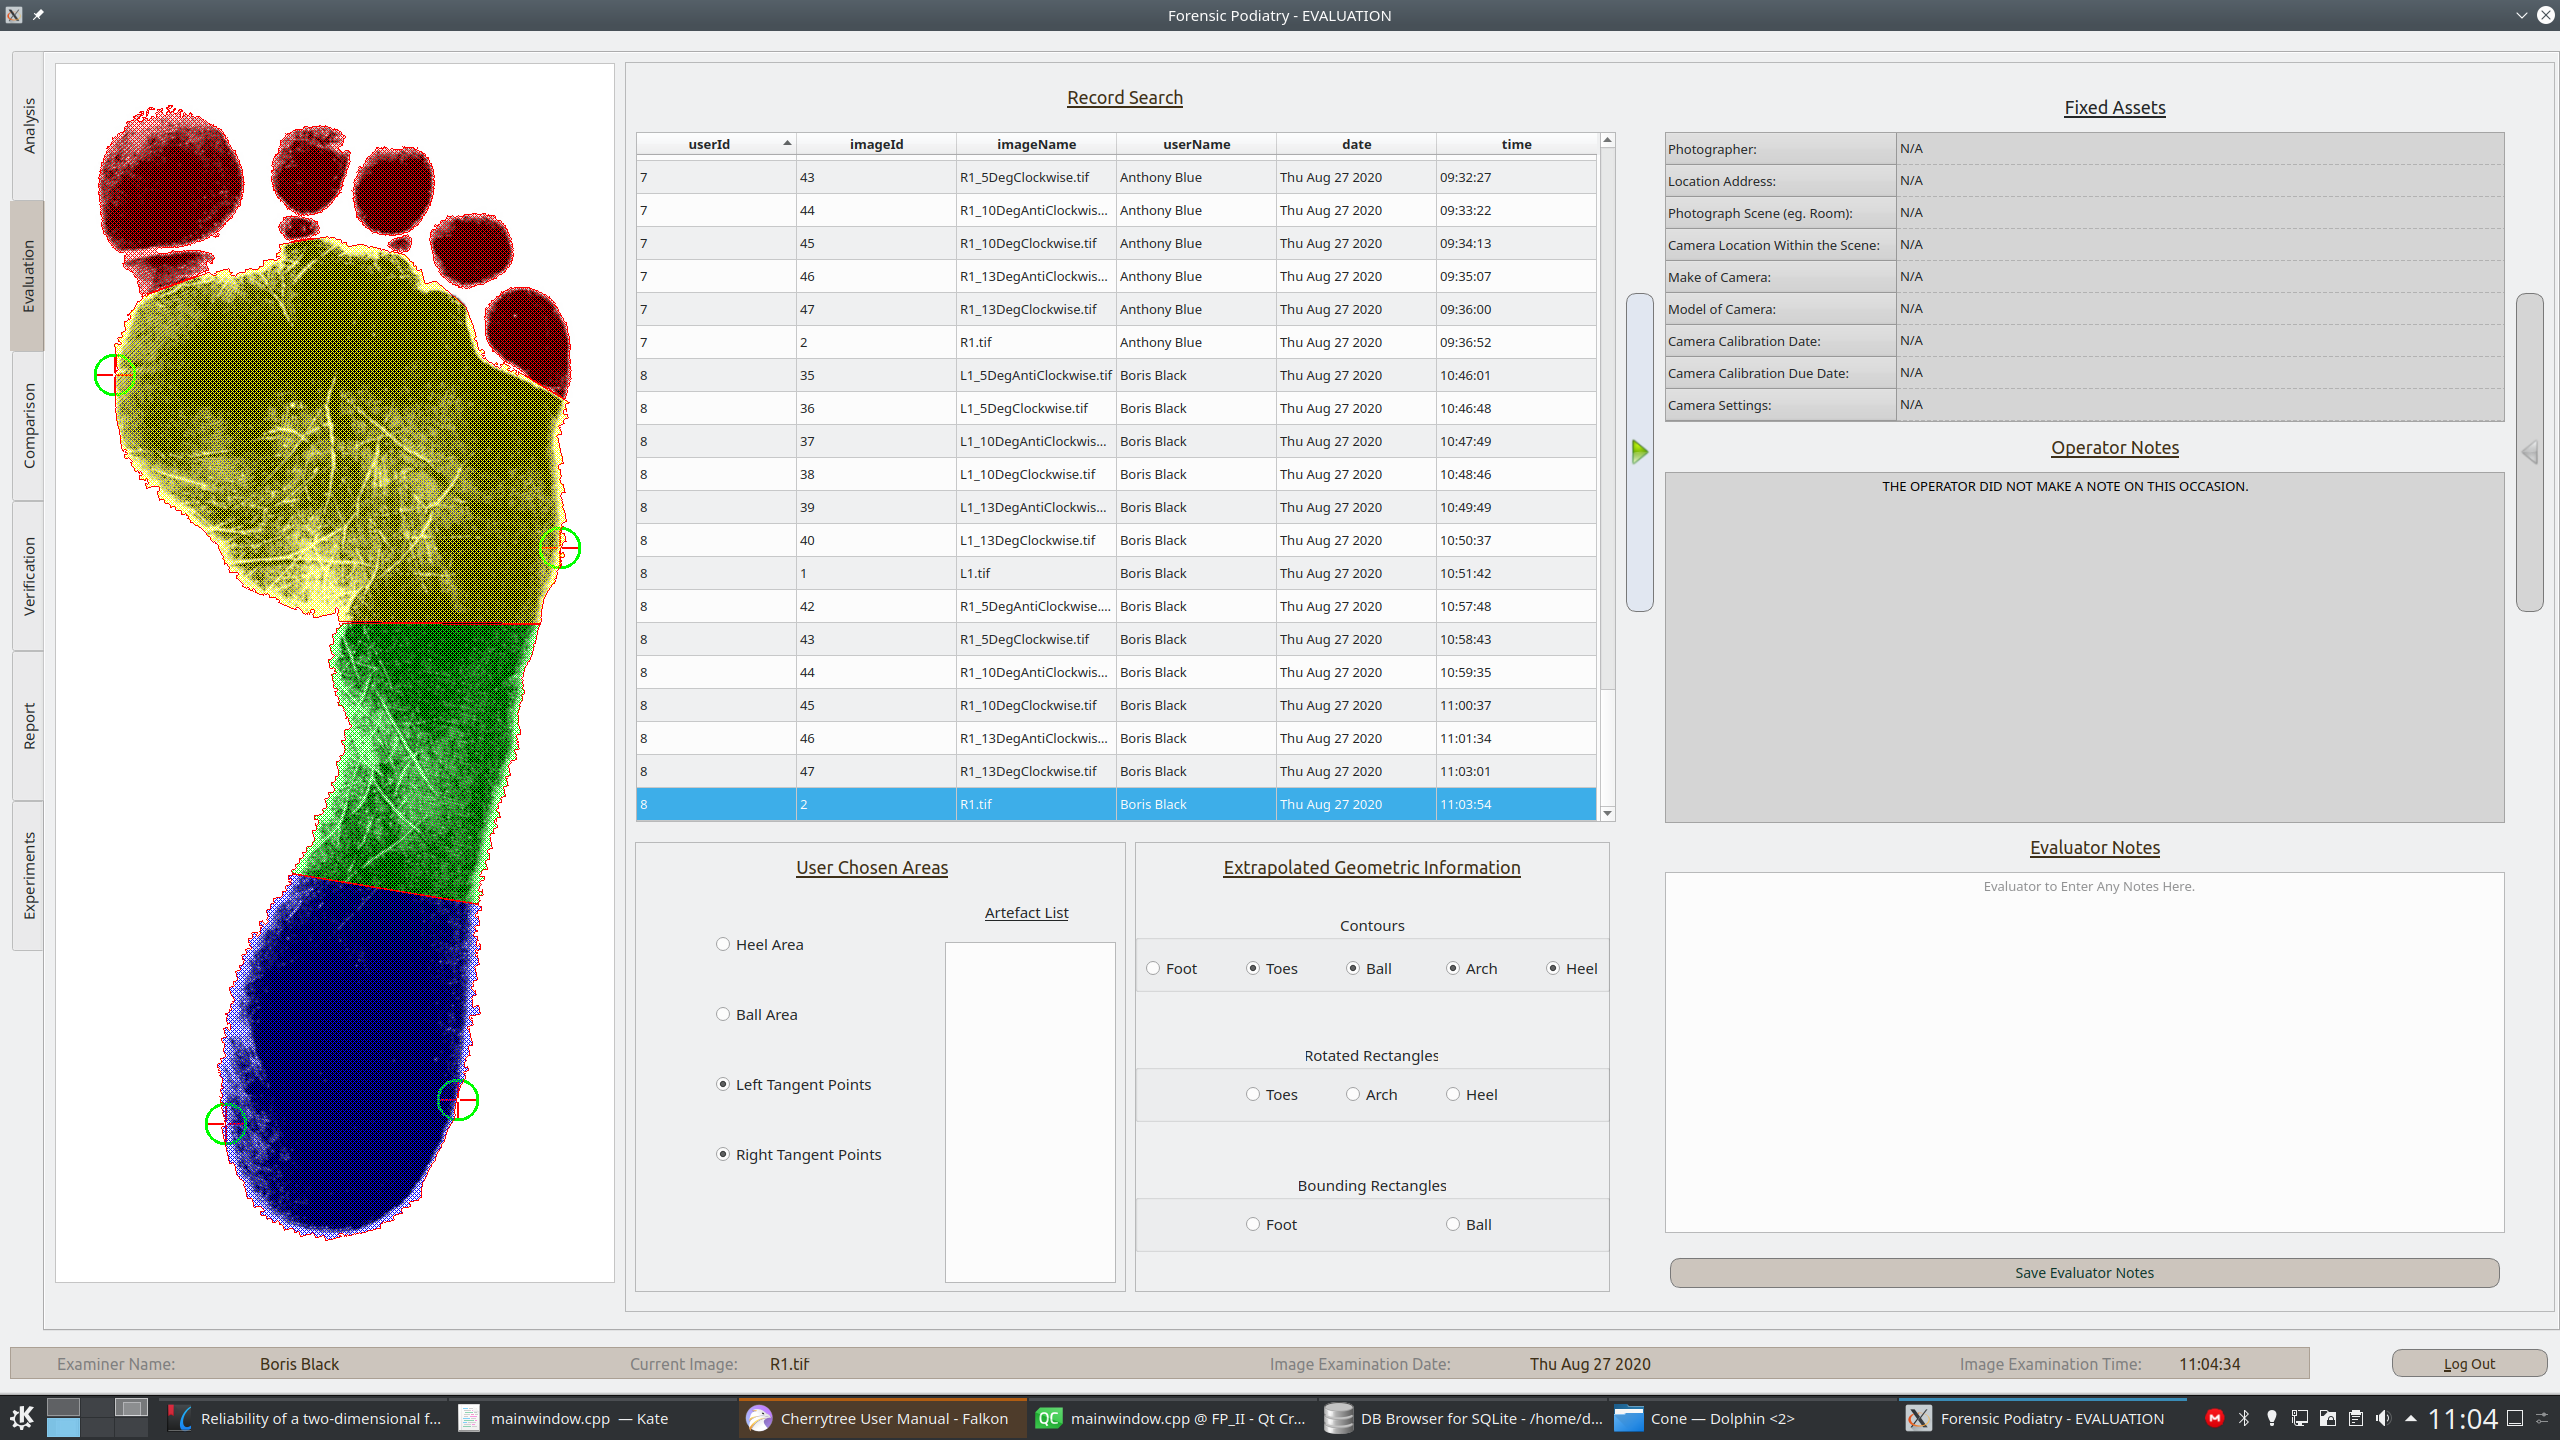 Forensic Podiatry - EVALUATION
Analysis
Evaluation
Comparison
Verification
Report
Experiments
Record Search
userId imageId imageName userName date time
7 43 R1_5DegClockwise.tif Anthony Blue Thu Aug 27 2020 09:32:27
7 44 R1_10DegAntiClockwis... Anthony Blue Thu Aug 27 2020 09:33:22
7 45 R1_10DegClockwise.tif Anthony Blue Thu Aug 27 2020 09:34:13
7 46 R1_13DegAntiClockwis... Anthony Blue Thu Aug 27 2020 09:35:07
7 47 R1_13DegClockwise.tif Anthony Blue Thu Aug 27 2020 09:36:00
7 2 R1.tif Anthony Blue Thu Aug 27 2020 09:36:52
8 35 L1_5DegAntiClockwise.tif Boris Black Thu Aug 27 2020 10:46:01
8 36 L1_5DegClockwise.tif Boris Black Thu Aug 27 2020 10:46:48
8 37 L1_10DegAntiClockwis... Boris Black Thu Aug 27 2020 10:47:49
8 38 L1_10DegClockwise.tif Boris Black Thu Aug 27 2020 10:48:46
8 39 L1_13DegAntiClockwis... Boris Black Thu Aug 27 2020 10:49:49
8 40 L1_13DegClockwise.tif Boris Black Thu Aug 27 2020 10:50:37
8 1 L1.tif Boris Black Thu Aug 27 2020 10:51:42
8 42 R1_5DegAntiClockwise.... Boris Black Thu Aug 27 2020 10:57:48
8 43 R1_5DegClockwise.tif Boris Black Thu Aug 27 2020 10:58:43
8 44 R1_10DegAntiClockwis... Boris Black Thu Aug 27 2020 10:59:35
8 45 R1_10DegClockwise.tif Boris Black Thu Aug 27 2020 11:00:37
8 46 R1_13DegAntiClockwis... Boris Black Thu Aug 27 2020 11:01:34
8 47 R1_13DegClockwise.tif Boris Black Thu Aug 27 2020 11:03:01
8 2 R1.tif Boris Black Thu Aug 27 2020 11:03:54
User Chosen Areas
Artefact List
Heel Area
Ball Area
Left Tangent Points
Right Tangent Points
Extrapolated Geometric Information
Contours
Foot Toes Ball Arch Heel
Rotated Rectangles
Toes Arch Heel
Bounding Rectangles
Foot Ball
Fixed Assets
Photographer: N/A
Location Address: N/A
Photograph Scene (eg. Room): N/A
Camera Location Within the Scene: N/A
Make of Camera: N/A
Model of Camera: N/A
Camera Calibration Date: N/A
Camera Calibration Due Date: N/A
Camera Settings: N/A
Operator Notes
THE OPERATOR DID NOT MAKE A NOTE ON THIS OCCASION.
Evaluator Notes
Evaluator to Enter Any Notes Here.
Save Evaluator Notes
Examiner Name: Boris Black Current Image: R1.tif Image Examination Date: Thu Aug 27 2020 Image Examination Time: 11:04:34
Log Out
Reliability of a two-dimensional f... mainwindow.cpp — Kate Cherrytree User Manual - Falkon QC mainwindow.cpp @ FP_II - Qt Cr... DB Browser for SQLite - /home/d... Cone — Dolphin <2> Forensic Podiatry - EVALUATION M 11:04